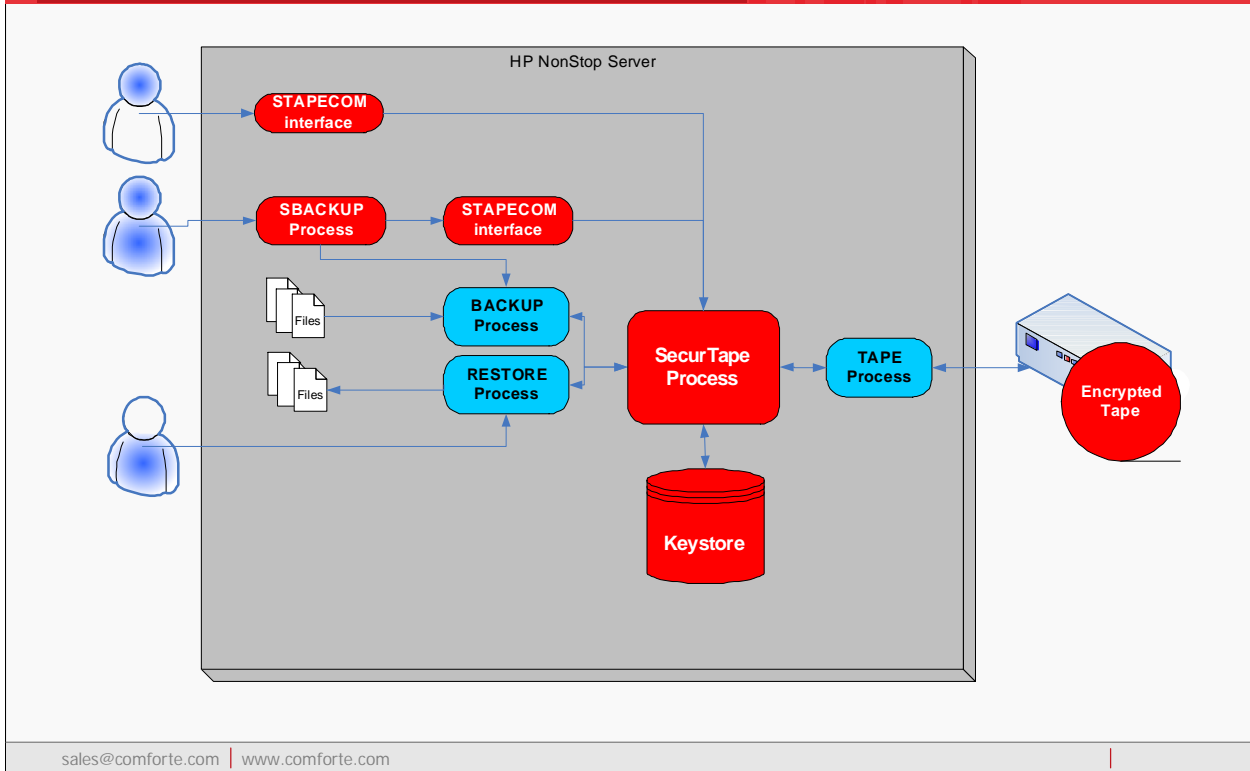 HP NonStop Server
STAPECOM
interface
SBACKUP
Process
STAPECOM
interface
Files
BACKUP
Process
Files
RESTORE
Process
SecurTape
Process
TAPE
Process
Encrypted
Tape
Keystore
sales@comforte.com | www.comforte.com